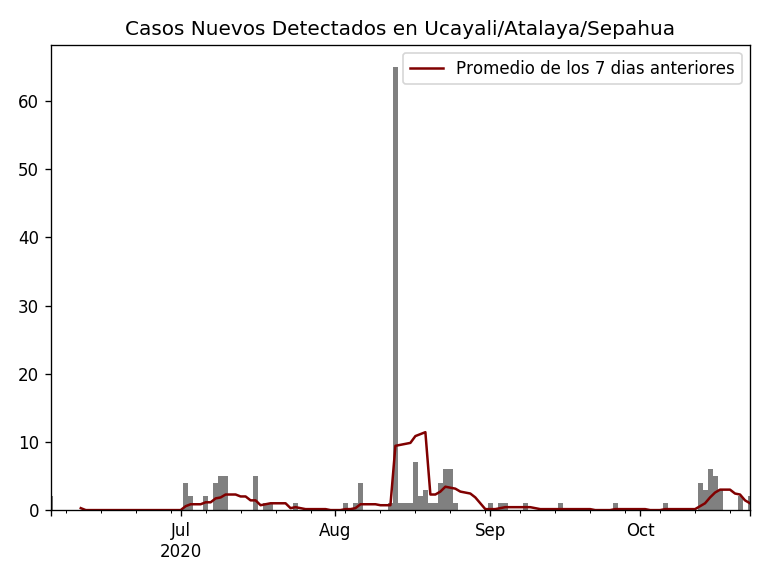 Casos Nuevos Detectados en Ucayali/Atalaya/Sepahua
Promedio de los 7 dias anteriores
60
50
40
30
20
10
0
Jul
2020
Aug
Sep
Oct